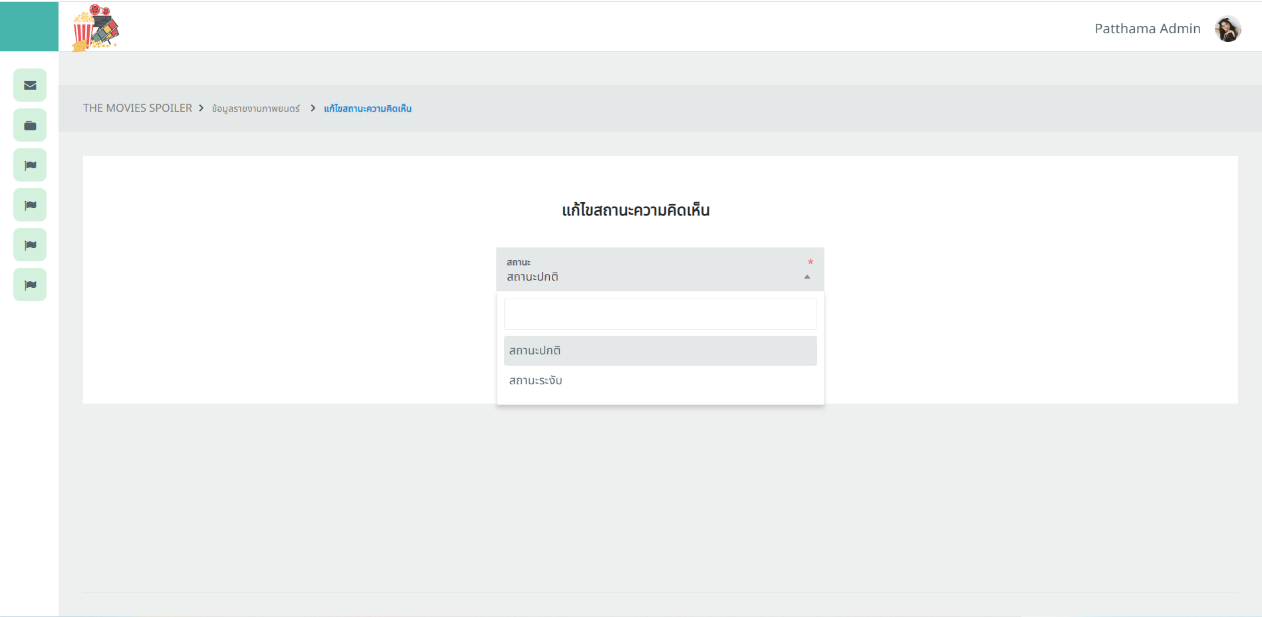 Patthama Admin
THE MOVIES SPOILER > ข้อมูลรายงานภาพยนตร์ > แก้ไขสถานะความคิดเห็น
แก้ไขสถานะความคิดเห็น
สถานะ *
สถานะปกติ
สถานะปกติ
สถานะระงับ